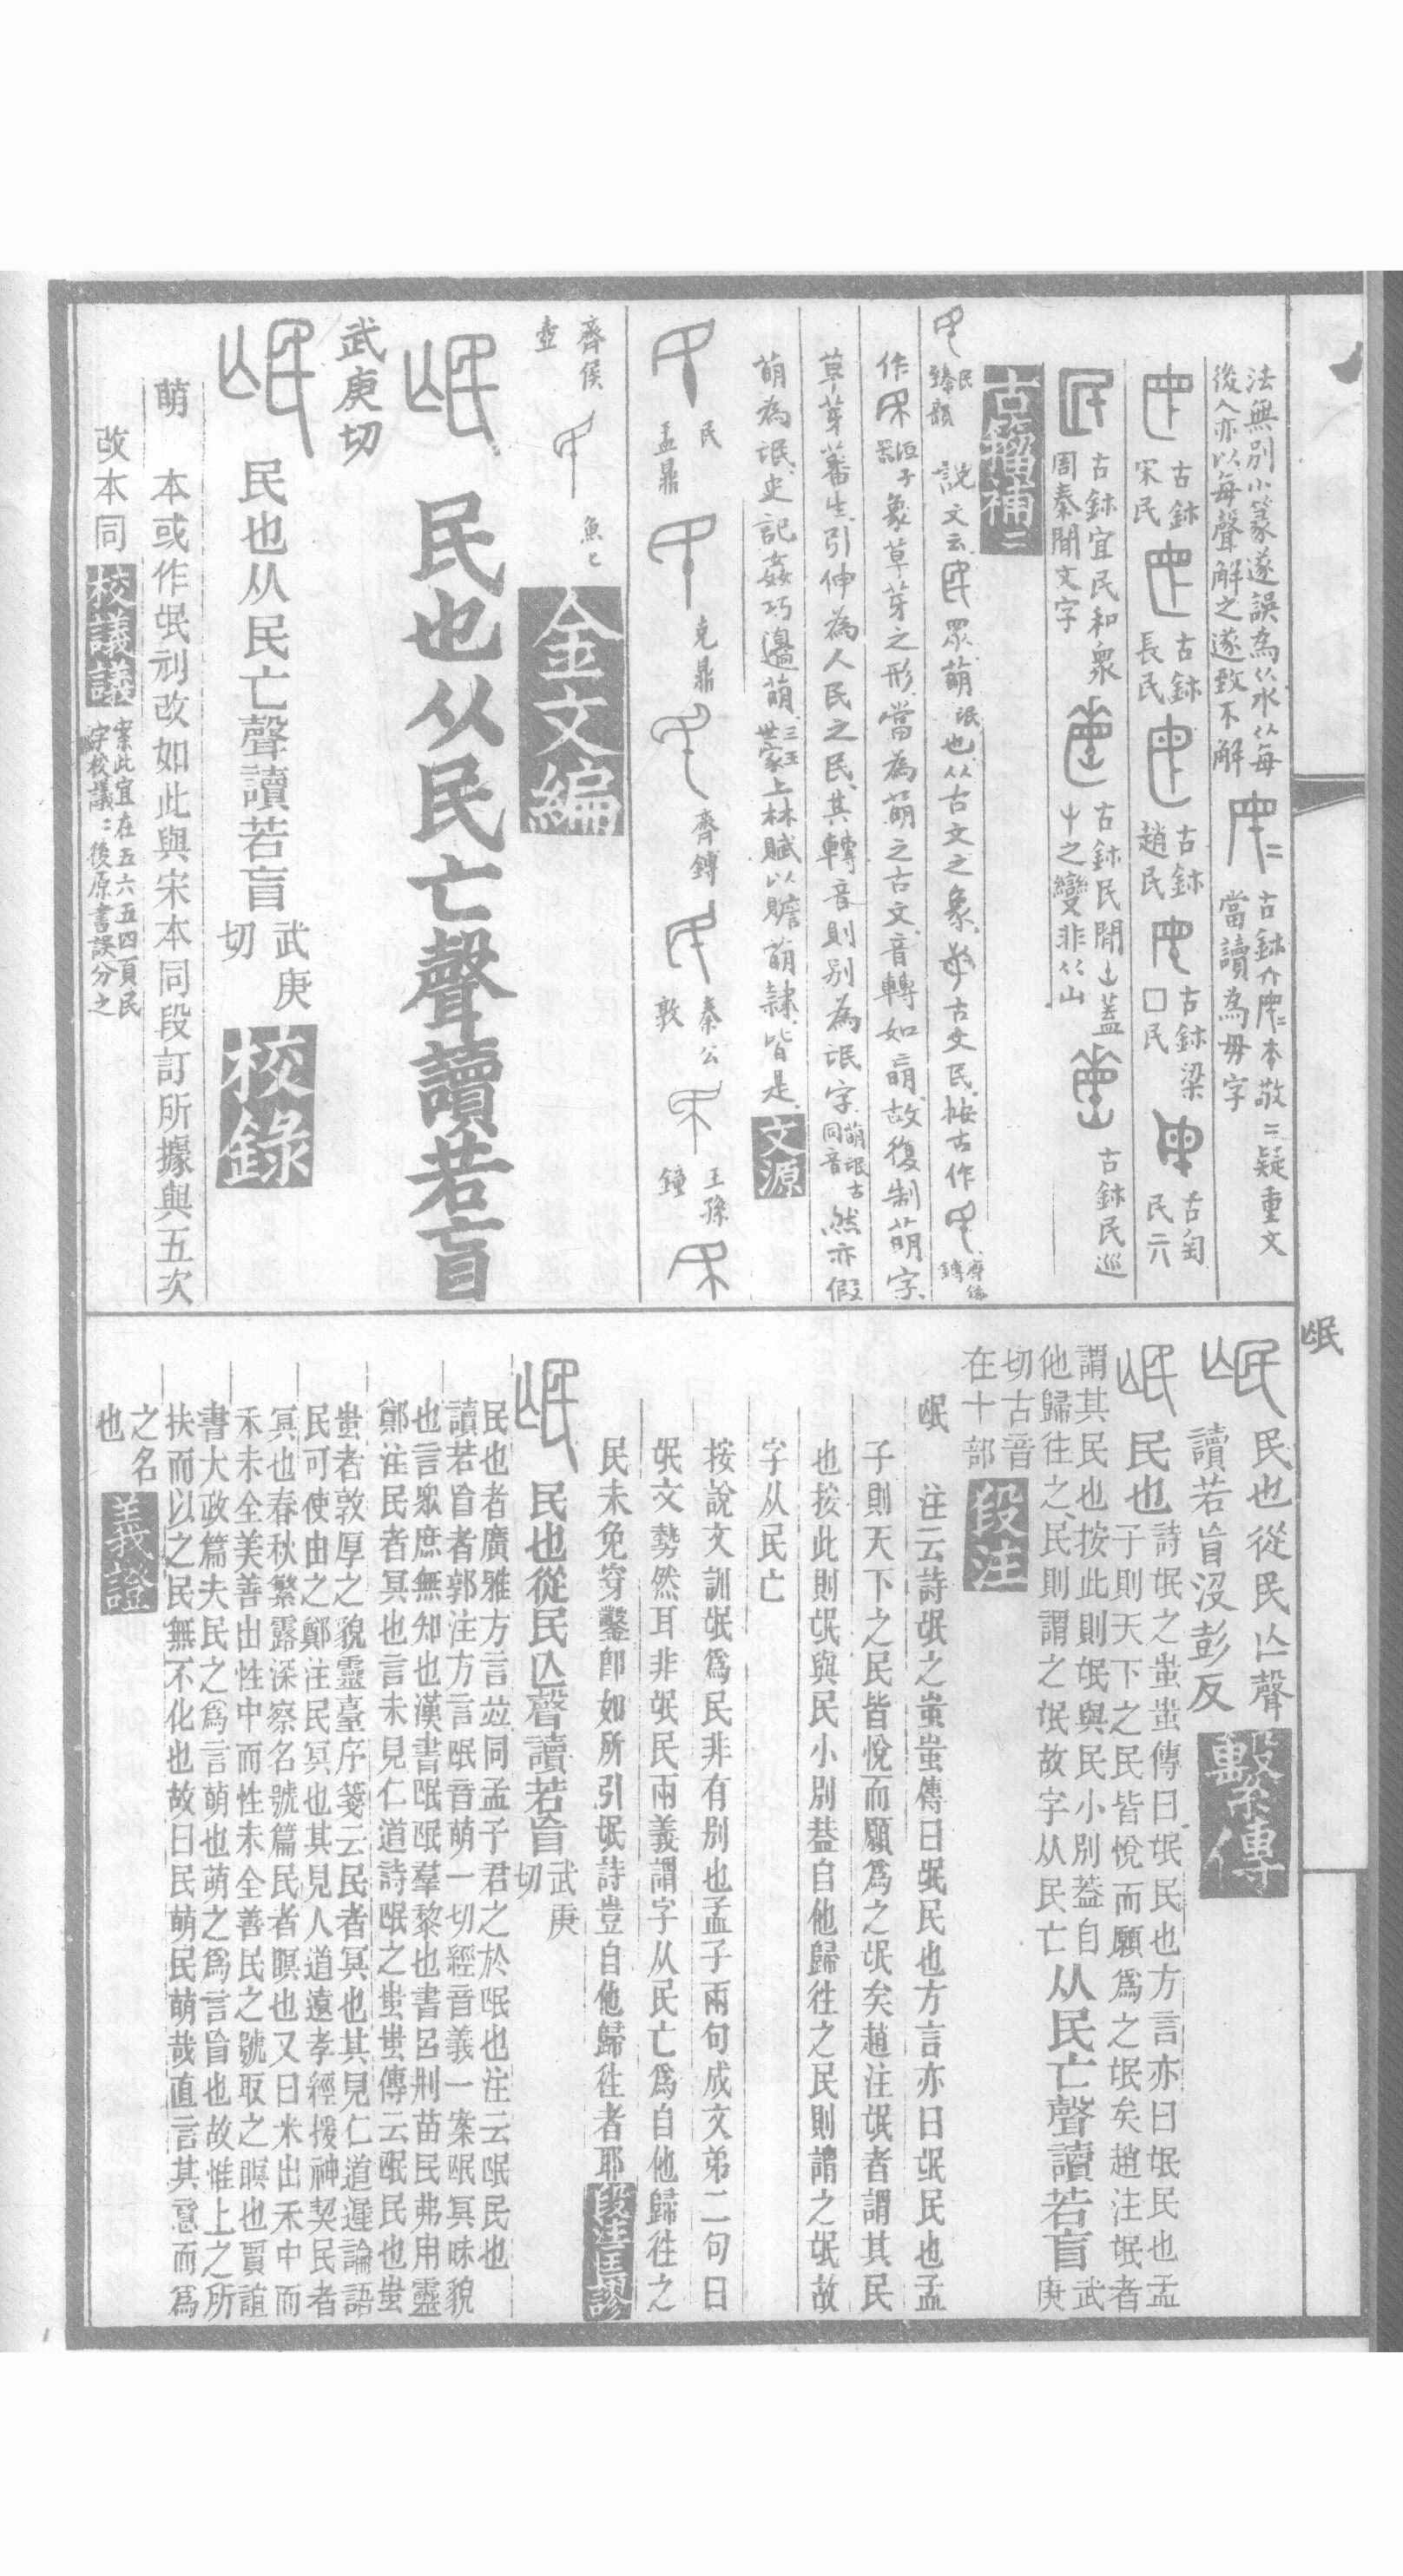 法無別小篆遂誤為从氷从每
後人亦以每聲解之遂致不解
古鉨
本敬二疑重文
當讀為毋字
古鉨
宋民
古鉨
長民
古鉨
趙民
古鉨梁
口民
古匋
民六
古鉨宜民和衆
周秦閒文字
古鉨民閒
蓋
屮之變非从山
古鉨民巡
古籀補二
民
說文云
眾萌氓也从古文之象
古文民按古作
齊侯
鎛
作
洹子
器
象草芽之形當為萌之古文音轉如萌故復制萌字
草芽蕃生引伸為人民之民其轉音則別為氓字
萌氓古
同音
然亦假
萌為氓史記姦巧邊萌
三王
世家
上林賦以贍萌隸皆是
文源
民
盂鼎
克鼎
齊鎛
秦公
敦
王孫
鐘
齊侯
壺
魚匕
金文編
民也从民亡聲讀若盲
武庚切
民也从民亡聲讀若盲
武庚
切
校錄
萌 本或作氓刓改如此與宋本同段訂所據與五次
改本同
校議議
案此宜在五六五四頁民
字校議二後原書誤分之
氓
民也從民亾聲
讀若盲沒彭反
繫傳
民也
詩氓之蚩蚩傳曰氓民也方言亦曰氓民也孟
子則天下之民皆悅而願爲之氓矣趙注氓者
謂其民也按此則氓與民小別葢自
他歸往之民則謂之氓故字从民亡
从民亡聲讀若盲
武
庚
切古音
在十部
段注
氓 注云詩氓之蚩蚩傳曰氓民也方言亦曰氓民也孟
子則天下之民皆悅而願爲之氓矣趙注氓者謂其民
也按此則氓與民小別葢自他歸往之民則謂之氓故
字从民亡
按說文訓氓爲民非有別也孟子兩句成文弟二句曰
氓文勢然耳非氓民兩義謂字从民亡爲自他歸往之
民未免穿鑿卽如所引氓詩豈自他歸往者耶
段注匡謬
民也從民亾聲讀若盲
武庚
切
民也者廣雅方言竝同孟子君之於氓也注云氓民也
讀若盲者郭注方言氓音萌一切經音義一案氓冥昧貌
也言眾庶無知也漢書氓氓羣黎也書呂刑苗民弗用靈
鄭注民者冥也言未見仁道詩氓之蚩蚩傳云氓民也蚩
蚩者敦厚之貌靈臺序箋云民者冥也其見仁道遲論語
民可使由之鄭注民冥也其見人道遠孝經援神契民者
冥也春秋繁露深察名號篇民者瞑也又曰米出禾中而
禾未全美善出性中而性未全善民之號取之瞑也賈誼
書大政篇夫民之爲言萌也萌之爲言盲也故惟上之所
扶而以之民無不化也故曰民萌民萌哉直言其意而爲
之名
也
義證